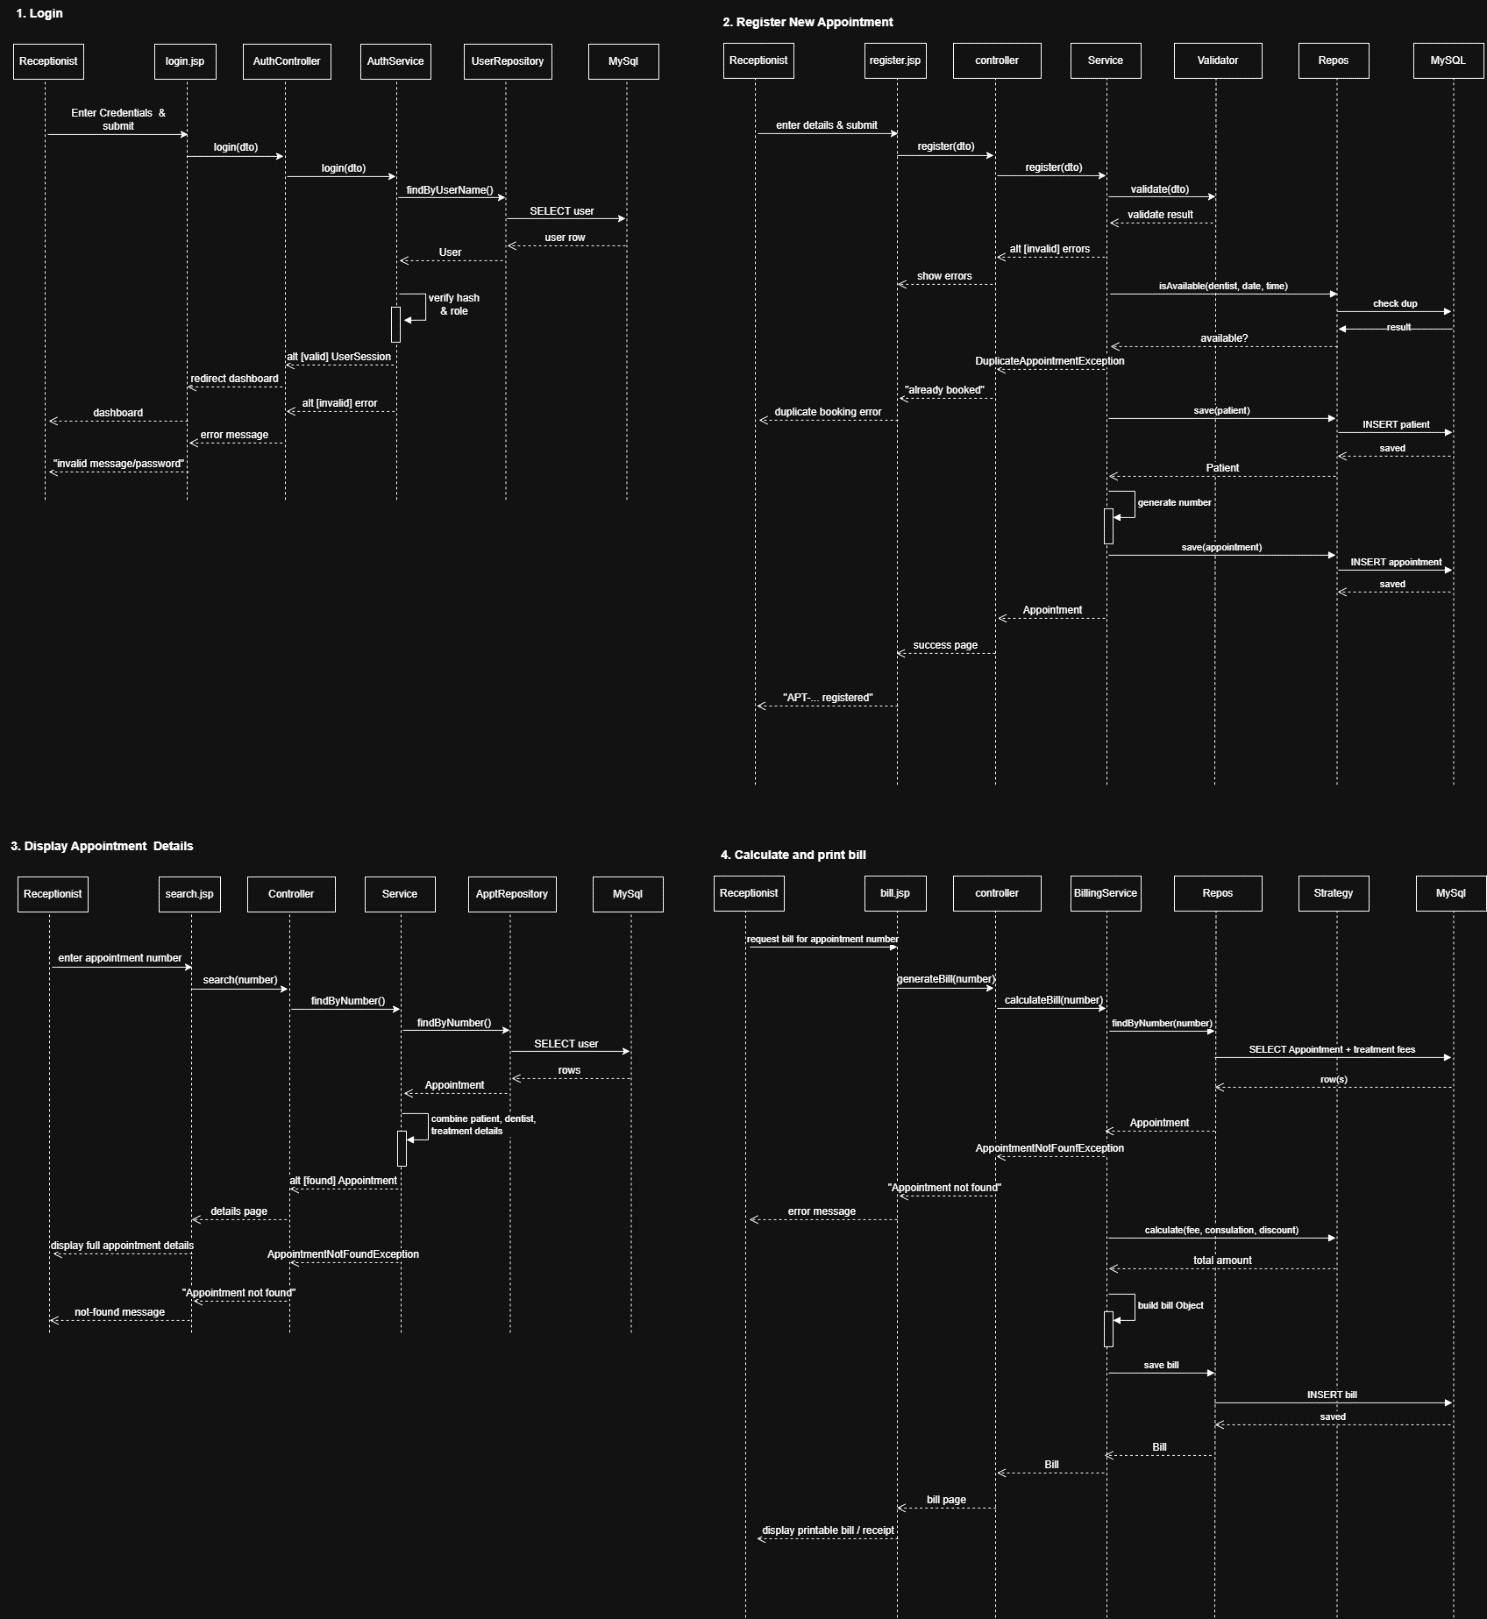 1. Login
Receptionist
login.jsp
AuthController
AuthService
UserRepository
MySql
Enter Credentials &
submit
login(dto)
login(dto)
findByUserName()
SELECT user
user row
User
verify hash
& role
alt [valid] UserSession
redirect dashboard
alt [invalid] error
dashboard
error message
"invalid message/password"
2. Register New Appointment
Receptionist
register.jsp
controller
Service
Validator
Repos
MySQL
enter details & submit
register(dto)
register(dto)
validate(dto)
validate result
alt [invalid] errors
show errors
isAvailable(dentist, date, time)
check dup
result
available?
DuplicateAppointmentException
"already booked"
duplicate booking error
save(patient)
INSERT patient
saved
Patient
generate number
save(appointment)
INSERT appointment
saved
Appointment
success page
"APT-... registered"
3. Display Appointment Details
Receptionist
search.jsp
Controller
Service
ApptRepository
MySql
enter appointment number
search(number)
findByNumber()
findByNumber()
SELECT user
rows
Appointment
combine patient, dentist,
treatment details
alt [found] Appointment
details page
display full appointment details
AppointmentNotFoundException
"Appointment not found"
not-found message
4. Calculate and print bill
Receptionist
bill.jsp
controller
BillingService
Repos
Strategy
MySql
request bill for appointment number
generateBill(number)
calculateBill(number)
findByNumber(number)
SELECT Appointment + treatment fees
row(s)
Appointment
AppointmentNotFounfException
"Appointment not found"
error message
calculate(fee, consulation, discount)
total amount
build bill Object
save bill
INSERT bill
saved
Bill
Bill
bill page
display printable bill / receipt